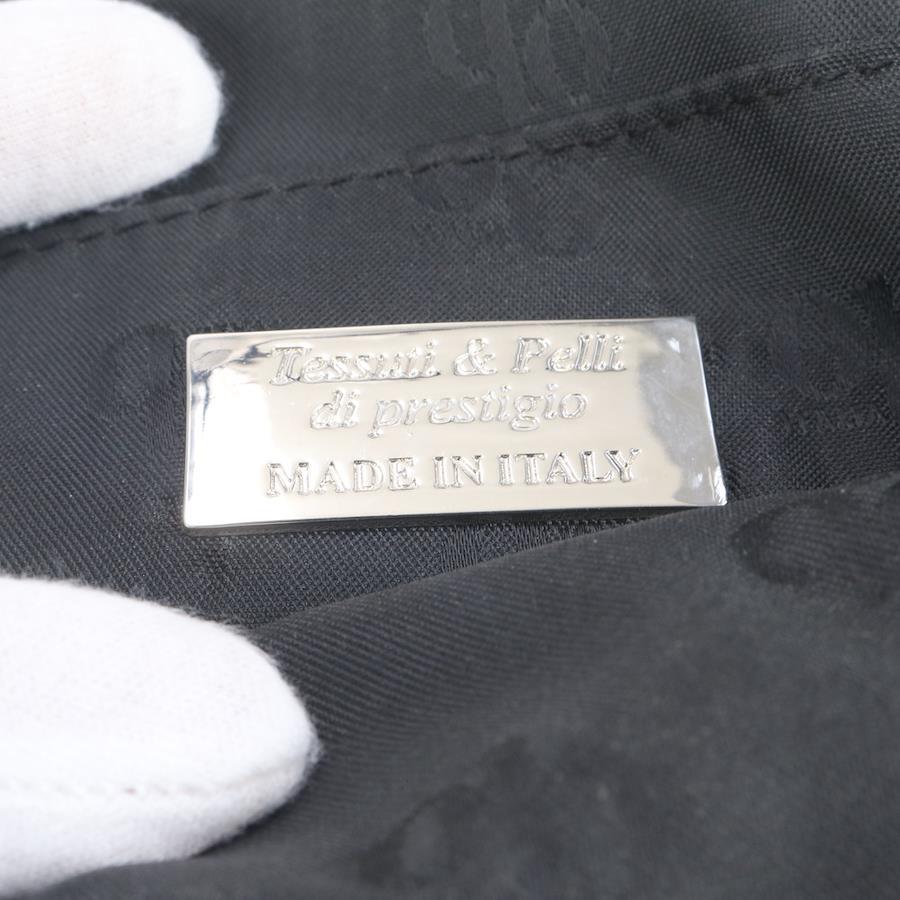 Tessuti & Pelli
di prestigio
MADE IN ITALY